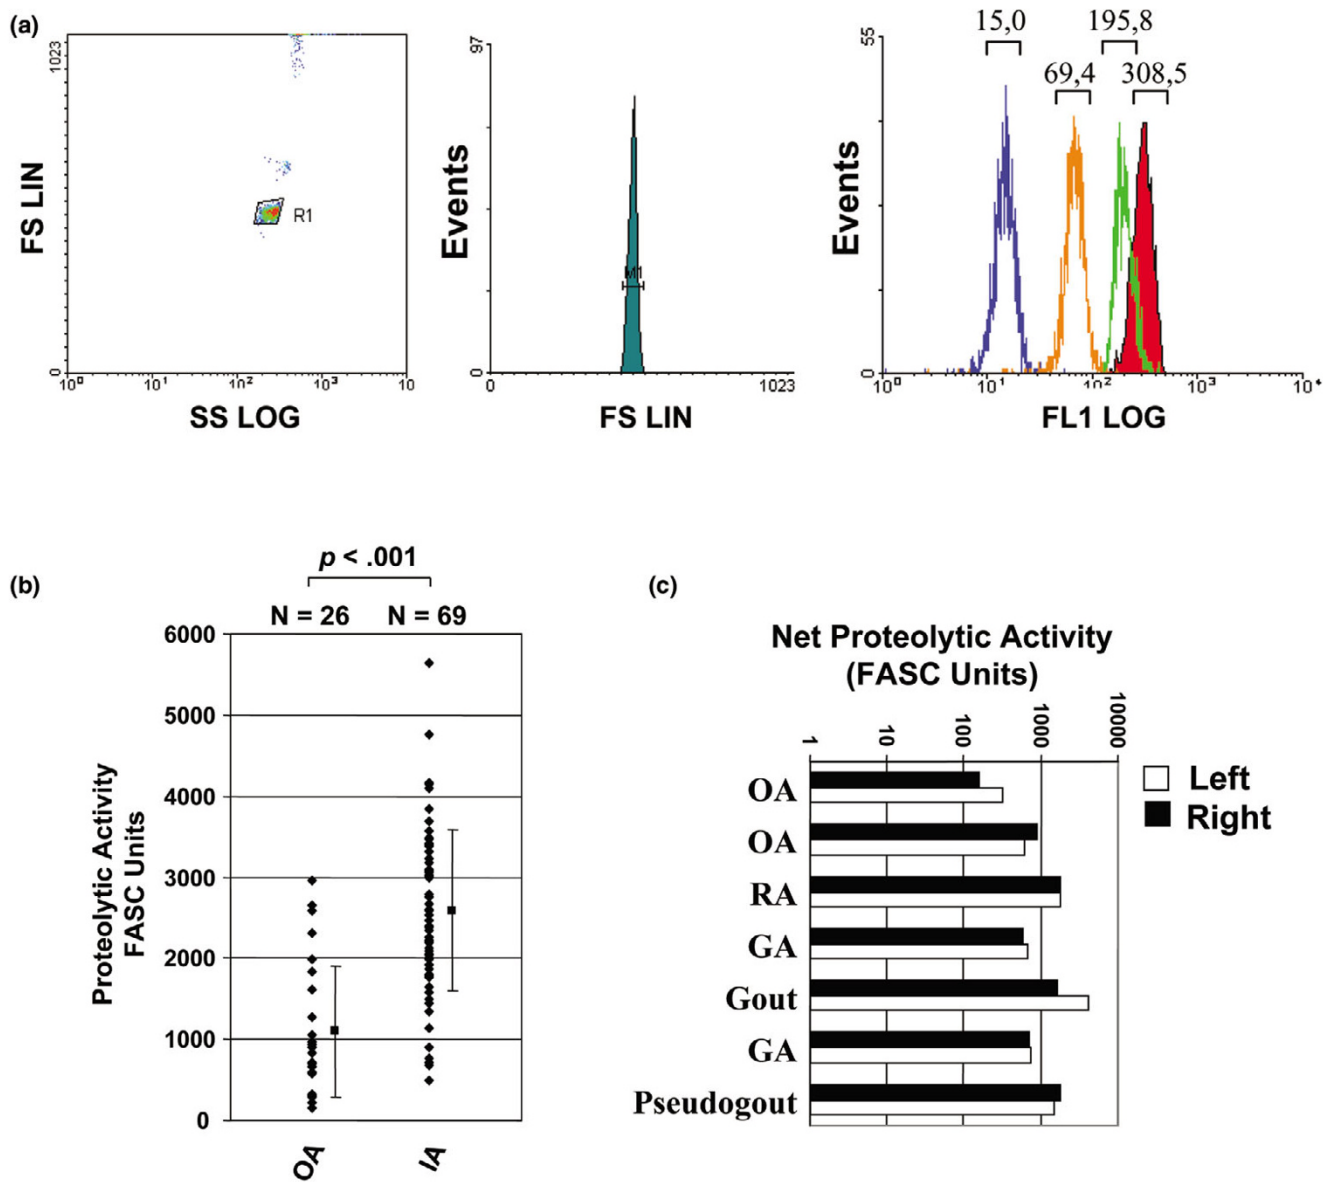 (a)
1023
FS LIN
0
R1
10⁰
10¹
10²
10³
10
SS LOG
97
Events
0
M1
0
1023
FS LIN
15,0
195,8
69,4
308,5
55
Events
0
10⁰
10¹
10²
10³
10⁴
FL1 LOG
(b)
p < .001
N = 26 N = 69
6000
5000
4000
3000
2000
1000
0
Proteolytic Activity
FASC Units
OA
IA
(c)
Net Proteolytic Activity
(FASC Units)
1
10
100
1000
10000
OA
OA
RA
GA
Gout
GA
Pseudogout
Left
Right